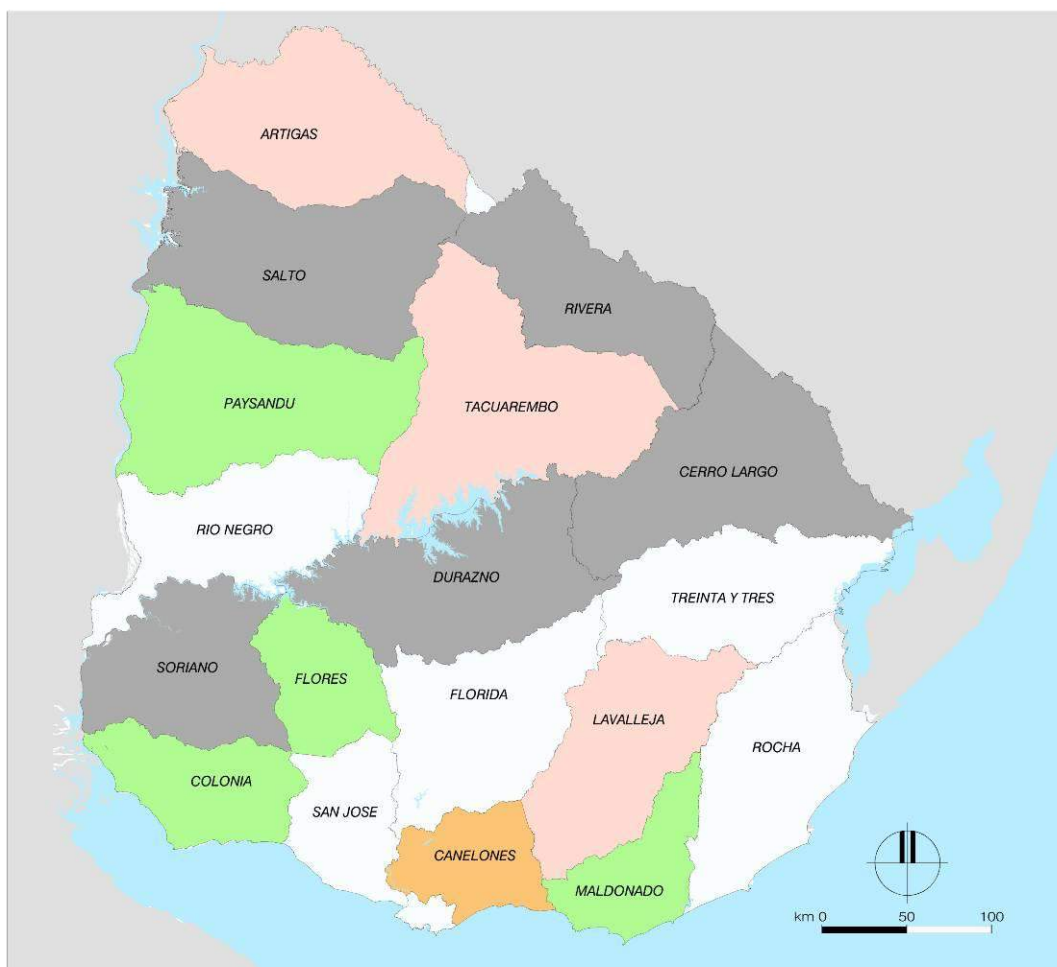 ARTIGAS
SALTO
RIVERA
PAYSANDU
TACUAREMBO
CERRO LARGO
RIO NEGRO
DURAZNO
TREINTA Y TRES
SORIANO
FLORES
FLORIDA
LAVALLEJA
ROCHA
COLONIA
SAN JOSE
CANELONES
MALDONADO
km 0 50 100